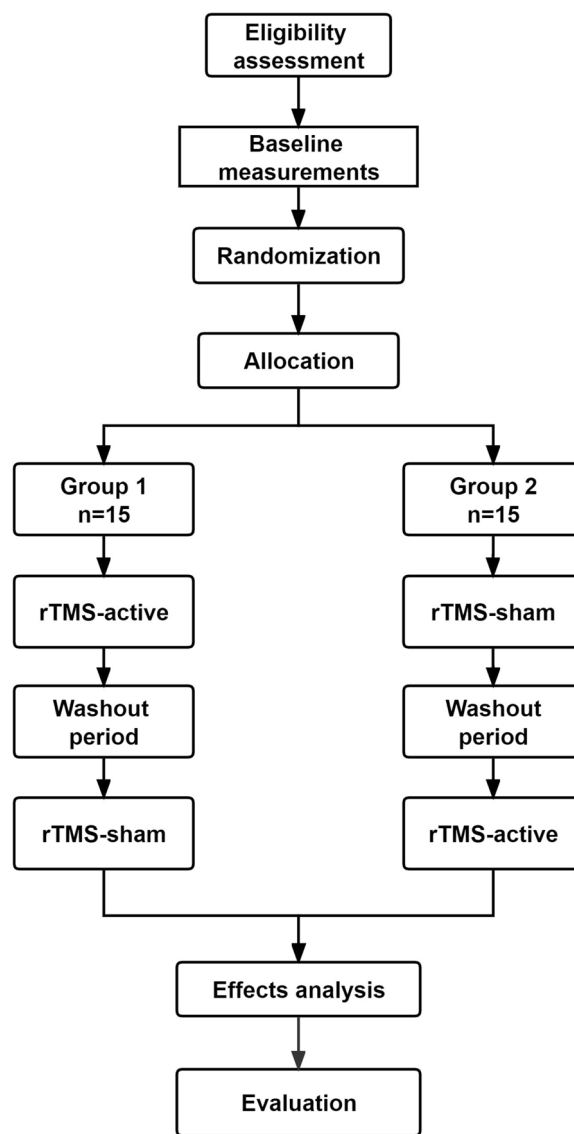 Eligibility
assessment
Baseline
measurements
Randomization
Allocation
Group 1
n=15
Group 2
n=15
rTMS-active
rTMS-sham
Washout
period
Washout
period
rTMS-sham
rTMS-active
Effects analysis
Evaluation